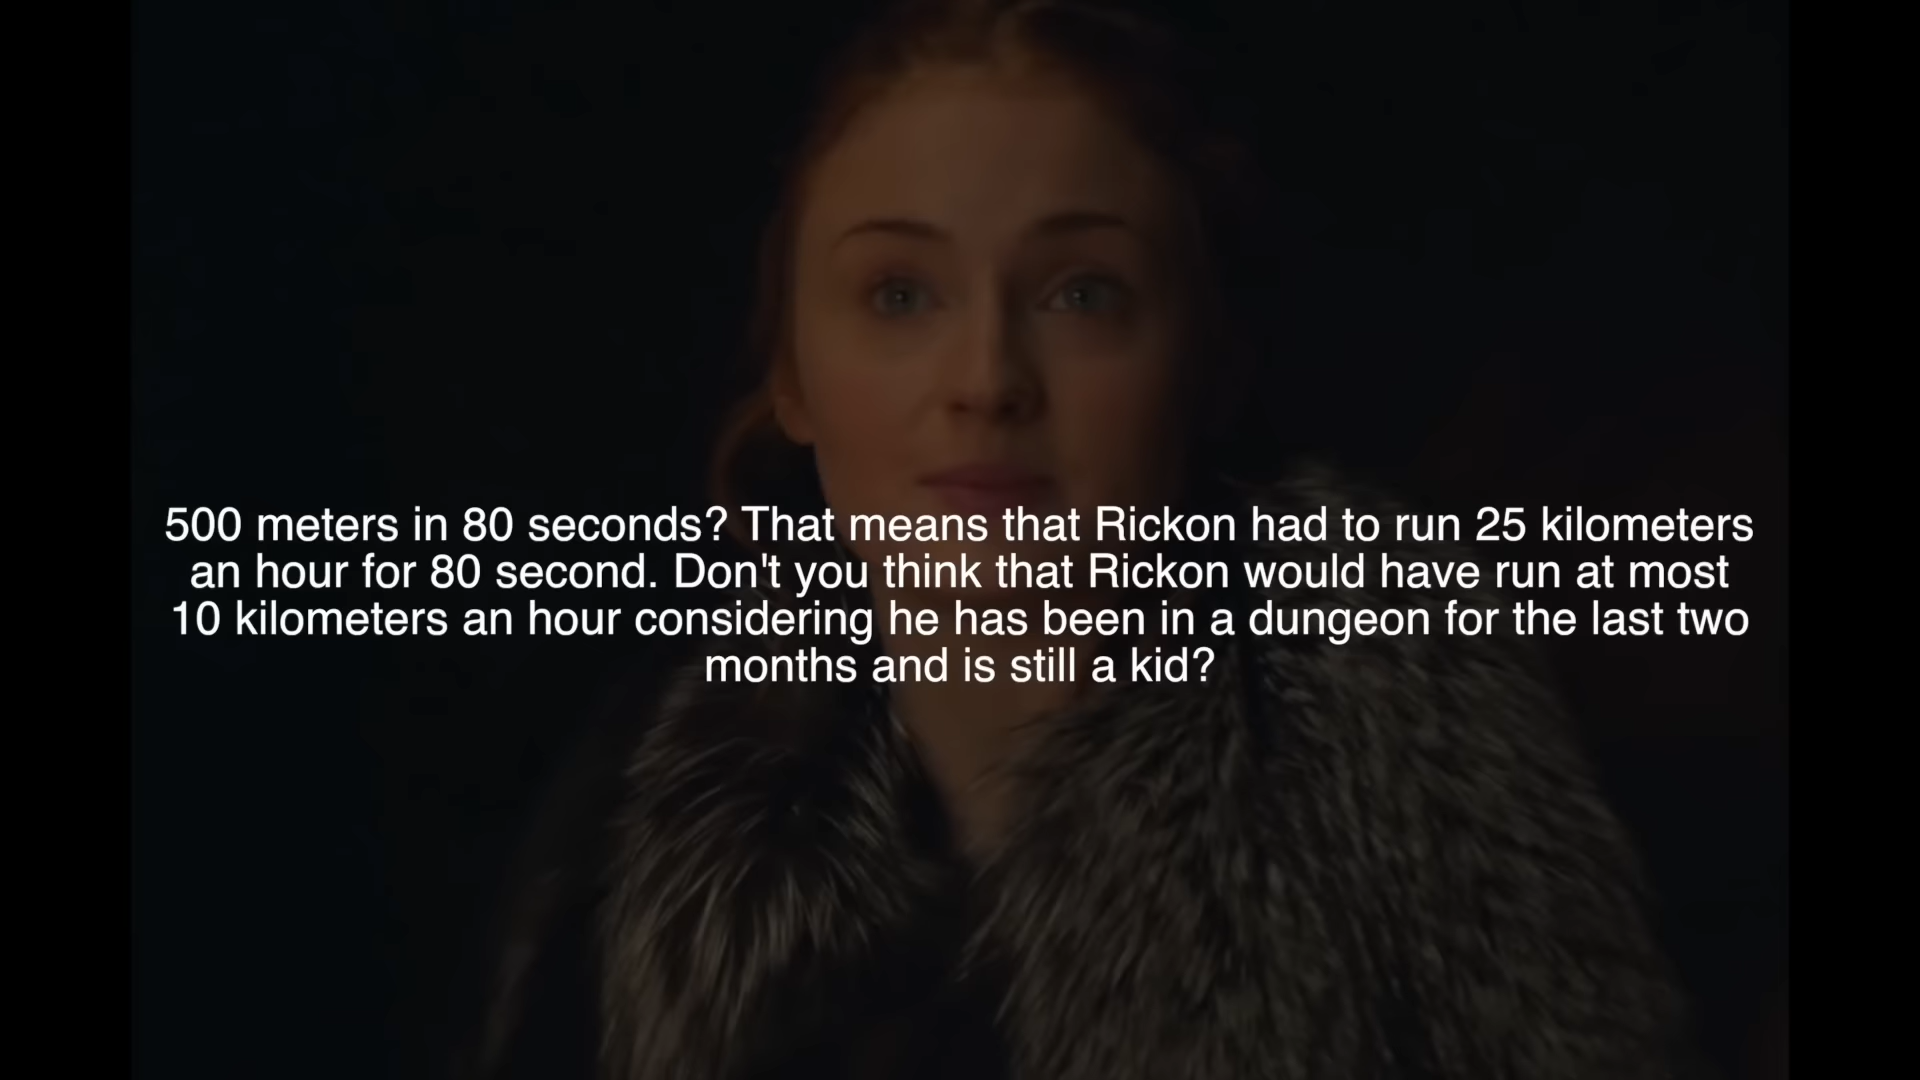 500 meters in 80 seconds? That means that Rickon had to run 25 kilometers
an hour for 80 second. Don't you think that Rickon would have run at most
10 kilometers an hour considering he has been in a dungeon for the last two
months and is still a kid?